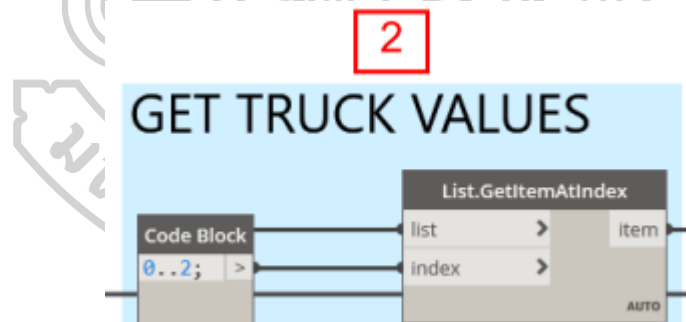 2
GET TRUCK VALUES
List.GetItemAtIndex
Code Block
list > item
0..2; >
index >
AUTO